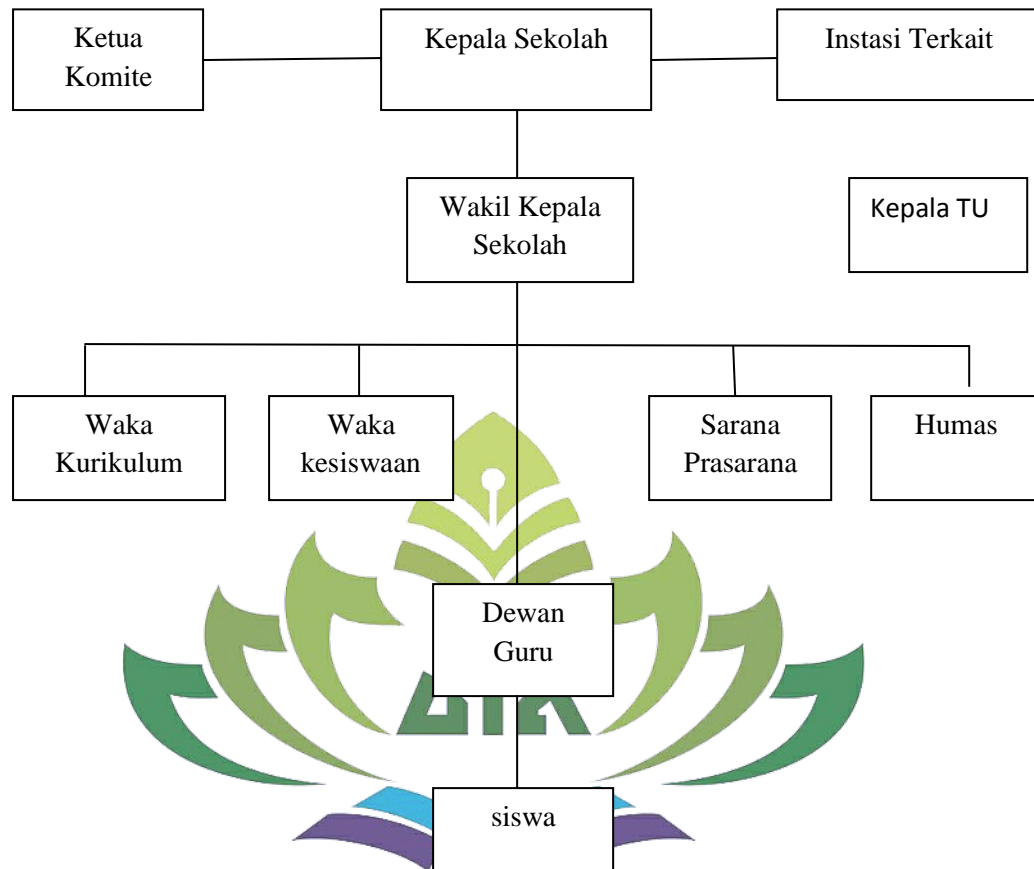 Ketua
Komite
Kepala Sekolah
Instasi Terkait
Wakil Kepala
Sekolah
Kepala TU
Waka
Kurikulum
Waka
kesiswaan
Sarana
Prasarana
Humas
Dewan
Guru
siswa